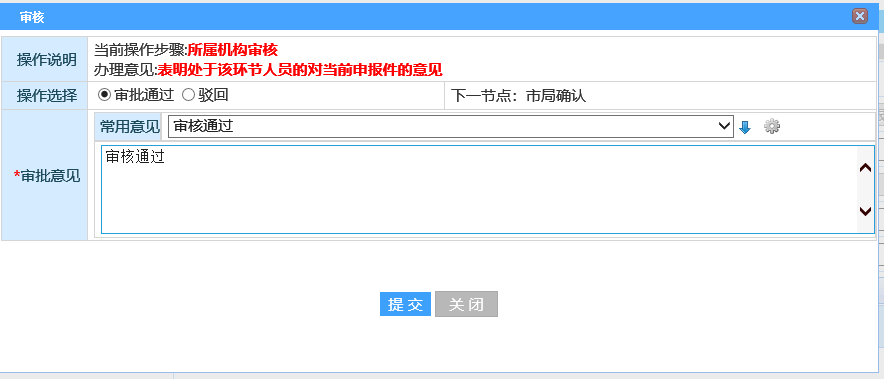 审核
操作说明
当前操作步骤:所属机构审核
办理意见:表明处于该环节人员的对当前申报件的意见
操作选择
审批通过 驳回
下一节点：市局确认
*审批意见
常用意见
审核通过
审核通过
提 交
关 闭